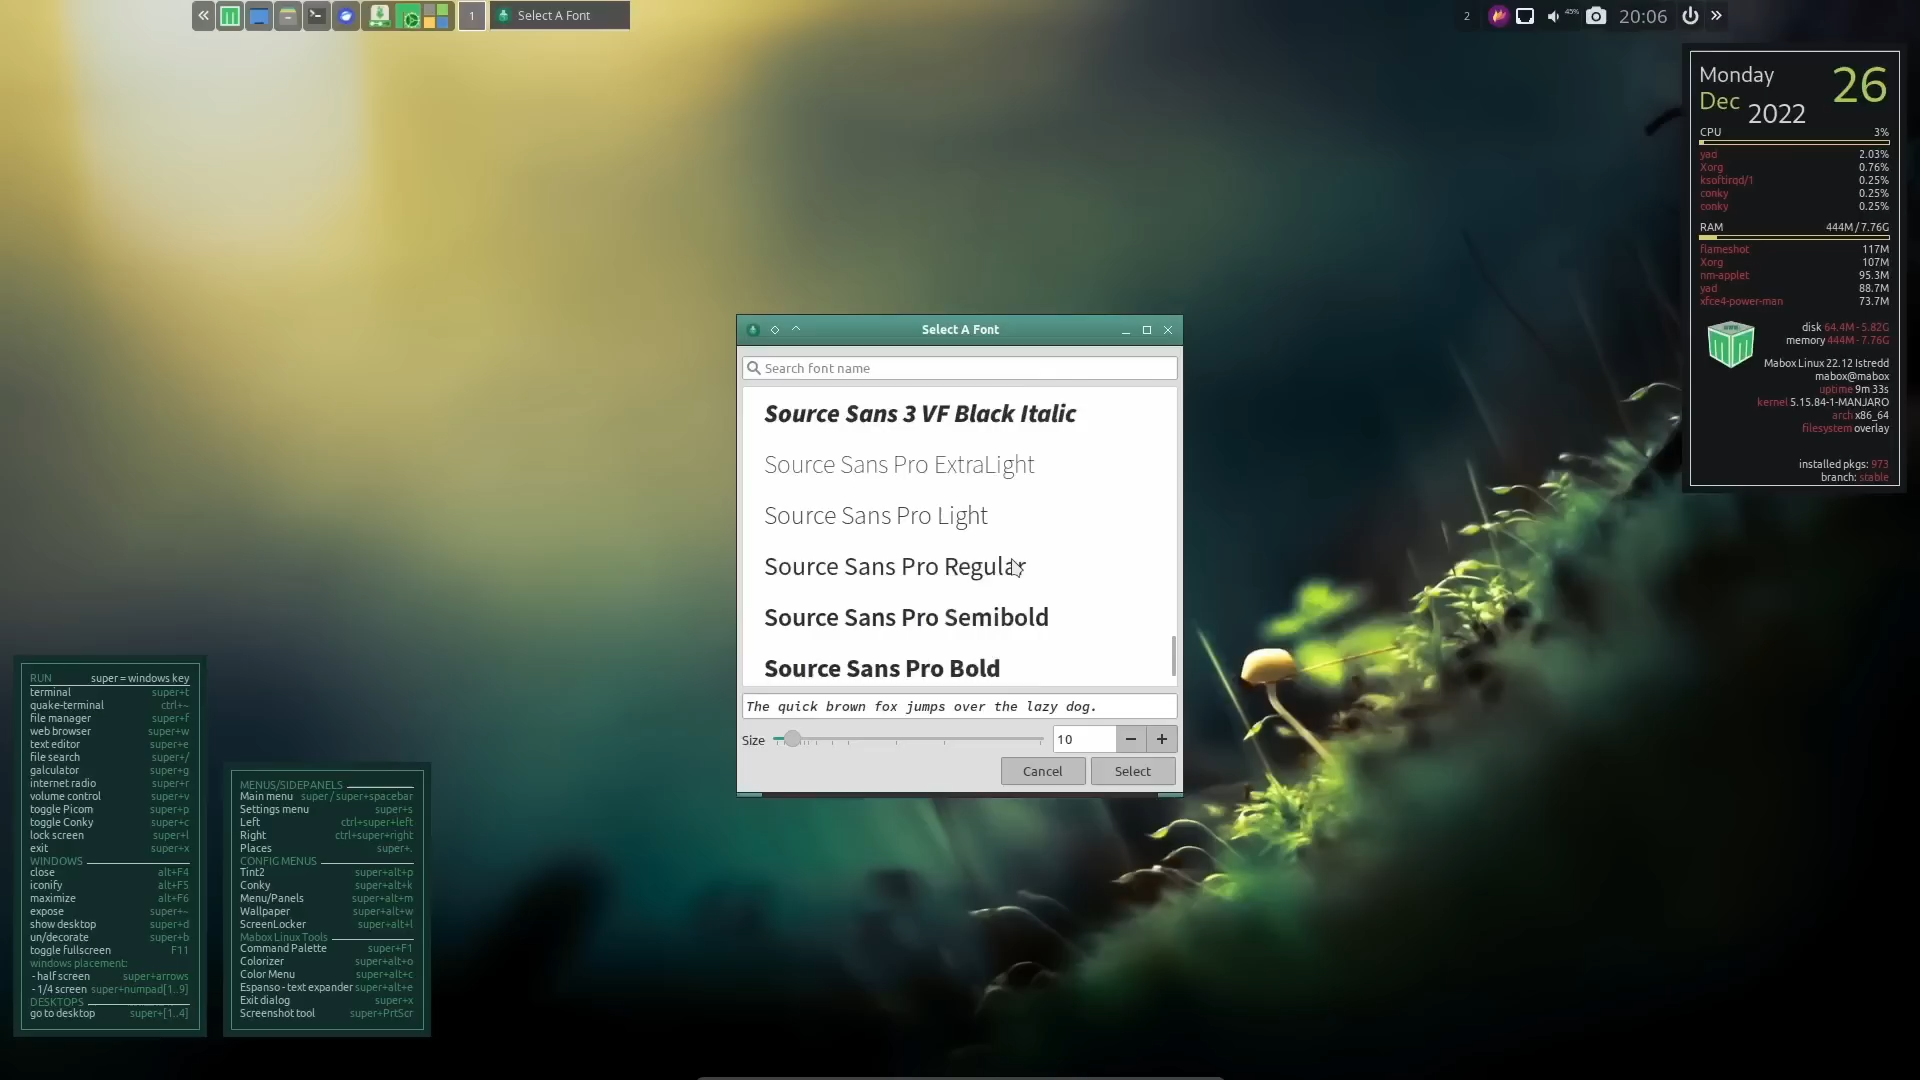 1
Select A Font
2
45%
20:06
Monday
26
Dec
2022
CPU 3%
yad 2.03%
Xorg 0.76%
ksoftirqd/1 0.25%
conky 0.25%
conky 0.25%
RAM 444M / 7.76G
flameshot 117M
Xorg 107M
nm-applet 95.3M
yad 88.7M
xfce4-power-man 73.7M
disk 64.4M - 5.82G
memory 444M - 7.76G
Mabox Linux 22.12 Istredd
mabox@mabox
uptime 9m 33s
kernel 5.15.84-1-MANJARO
arch x86_64
filesystem overlay
installed pkgs: 973
branch: stable
Select A Font
Search font name
Source Sans 3 VF Black Italic
Source Sans Pro ExtraLight
Source Sans Pro Light
Source Sans Pro Regular
Source Sans Pro Semibold
Source Sans Pro Bold
The quick brown fox jumps over the lazy dog.
Size 10
Cancel Select
RUN super = windows key
terminal super+t
quake-terminal ctrl+~
file manager super+f
web browser super+w
text editor super+e
file search super+/
galculator super+g
internet radio super+r
volume control super+v
toggle Picom super+p
toggle Conky super+c
lock screen super+l
exit super+x
WINDOWS
close alt+F4
iconify alt+F5
maximize alt+F6
expose super+~
show desktop super+d
un/decorate super+b
toggle fullscreen F11
windows placement:
- half screen super+arrows
- 1/4 screen super+numpad[1..9]
DESKTOPS
go to desktop super+[1..4]
MENUS/SIDEPANELS
Main menu super / super+spacebar
Settings menu super+s
Left ctrl+super+left
Right ctrl+super+right
Places super+.
CONFIG MENUS
Tint2 super+alt+p
Conky super+alt+k
Menu/Panels super+alt+m
Wallpaper super+alt+w
ScreenLocker super+alt+l
Mabox Linux Tools
Command Palette super+F1
Colorizer super+alt+o
Color Menu super+alt+c
Espanso - text expander super+alt+e
Exit dialog super+x
Screenshot tool super+PrtScr